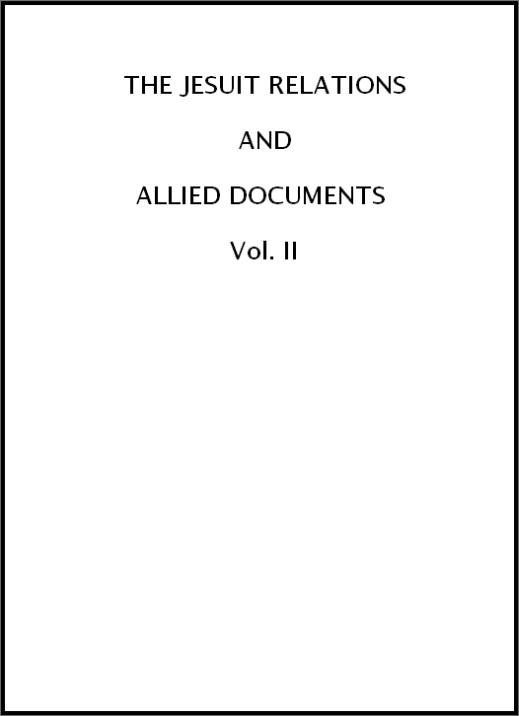 THE JESUIT RELATIONS
AND
ALLIED DOCUMENTS
Vol. II